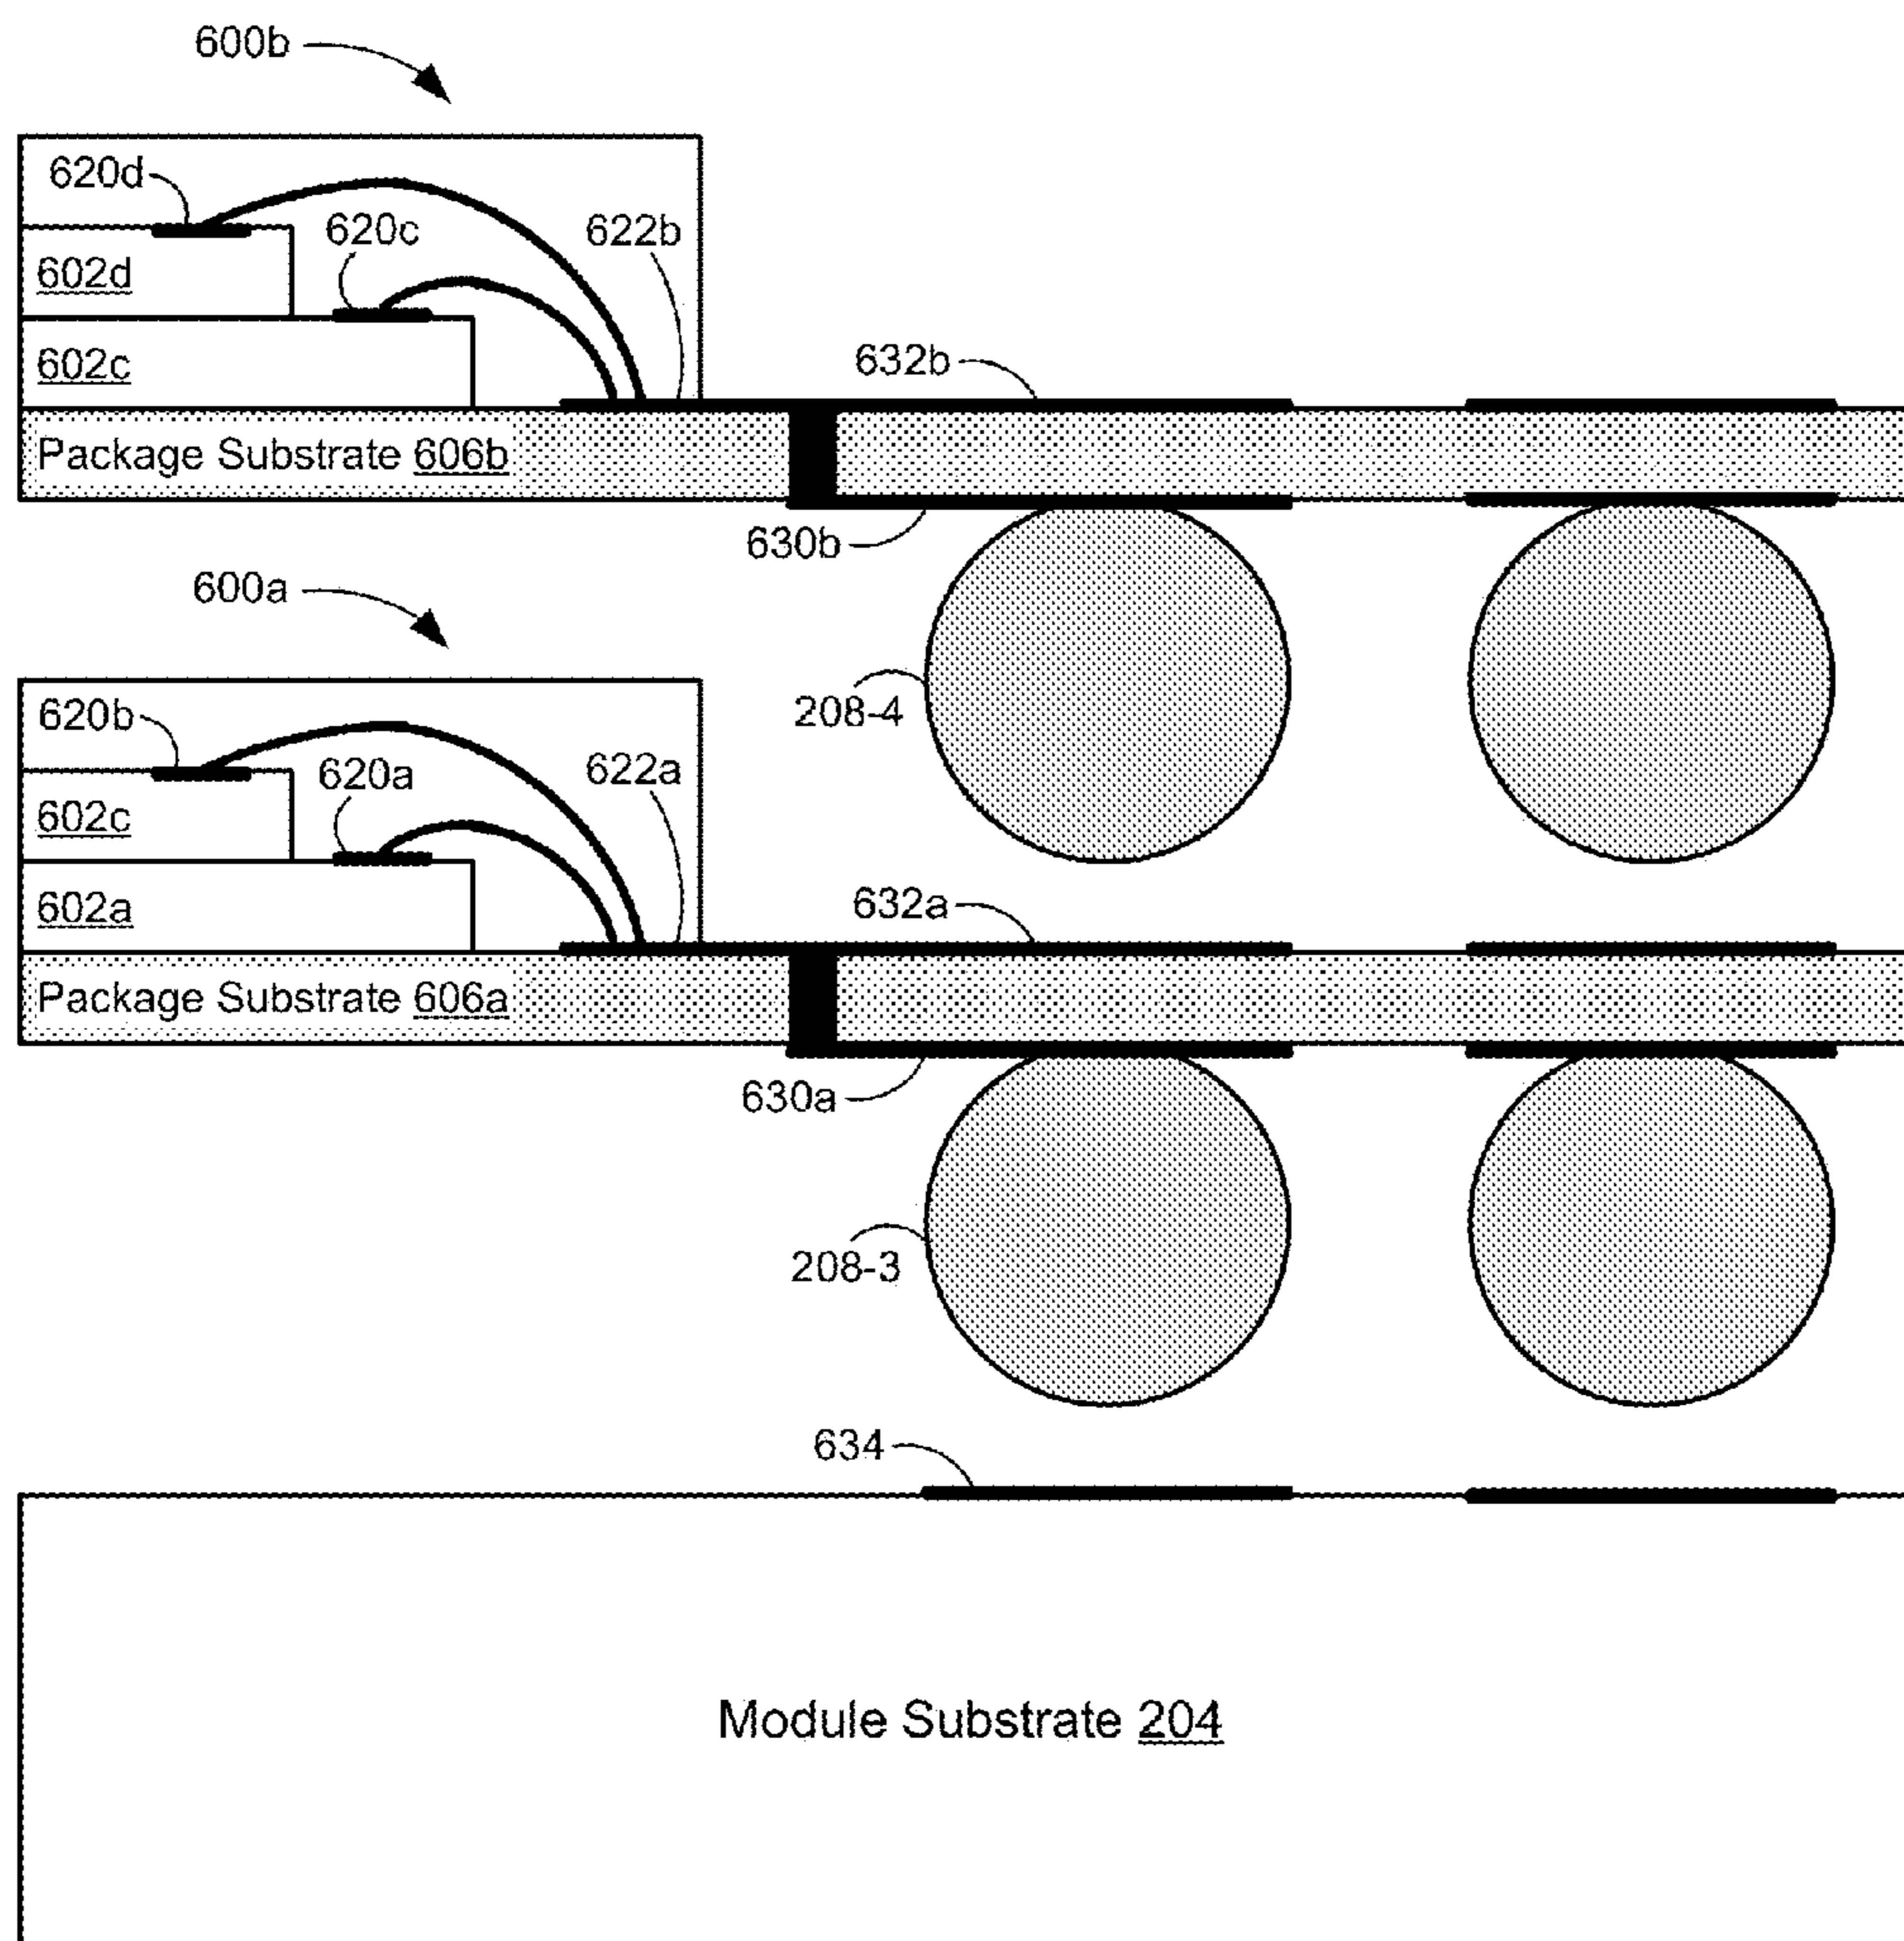 600b
620d
620c
622b
602d
602c
632b
Package Substrate 606b
630b
600a
208-4
620b
620a
622a
602c
602a
632a
Package Substrate 606a
630a
208-3
634
Module Substrate 204